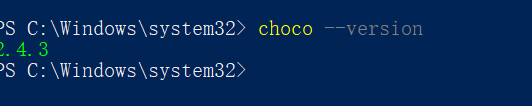 PS C:\Windows\system32> choco --version
2.4.3
PS C:\Windows\system32>